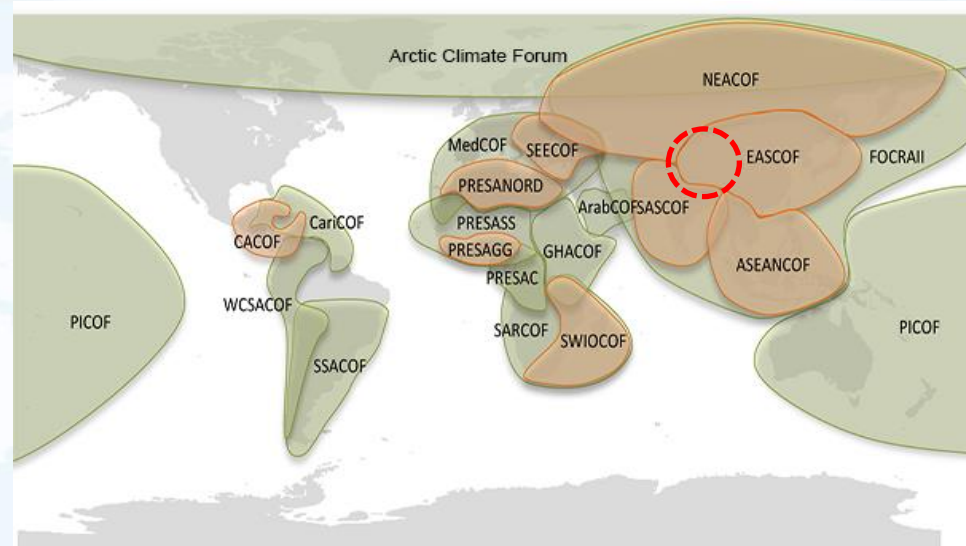 Arctic Climate Forum
NEACOF
MedCOF
SEECOF
EASCOF
FOCRAII
PRESANORD
ArabCOF
SASCOF
CariCOF
PRESASS
CACOF
PRESAGG
GHACOF
ASEANCOF
PRESAC
WCSACOF
PICOF
SARCOF
SWIOCOF
PICOF
SSACOF